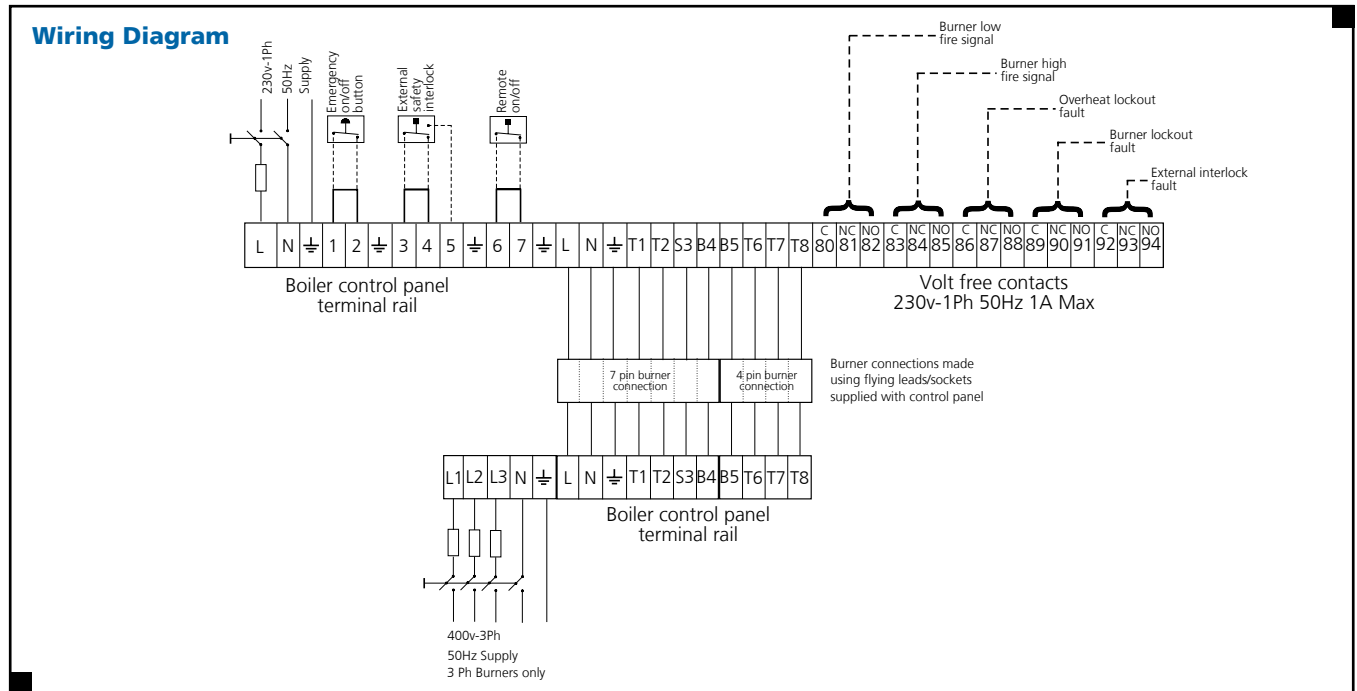 Wiring Diagram
230v-1Ph
50Hz
Supply
Emergency
on/off
button
External
safety
interlock
Remote
on/off
Burner low
fire signal
Burner high
fire signal
Overheat lockout
fault
Burner lockout
fault
External interlock
fault
C NC NO C NC NO C NC NO C NC NO C NC NO
L N 1 2 3 4 5 6 7 L N T1 T2 S3 B4 B5 T6 T7 T8 80 81 82 83 84 85 86 87 88 89 90 91 92 93 94
Boiler control panel
terminal rail
Volt free contacts
230v-1Ph 50Hz 1A Max
7 pin burner
connection
4 pin burner
connection
Burner connections made
using flying leads/sockets
supplied with control panel
L1 L2 L3 N L N T1 T2 S3 B4 B5 T6 T7 T8
Boiler control panel
terminal rail
400v-3Ph
50Hz Supply
3 Ph Burners only